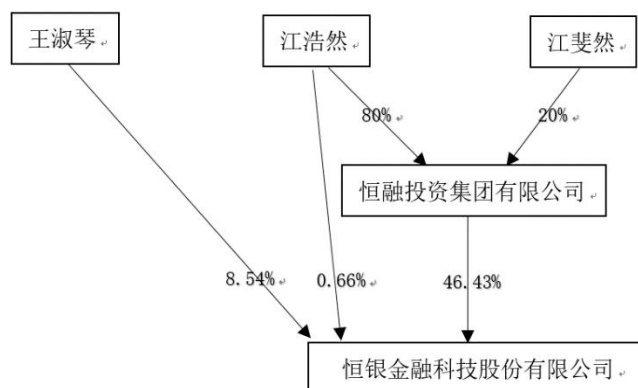 王淑琴
江浩然
江斐然
80%
20%
恒融投资集团有限公司
8.54%
0.66%
46.43%
恒银金融科技股份有限公司